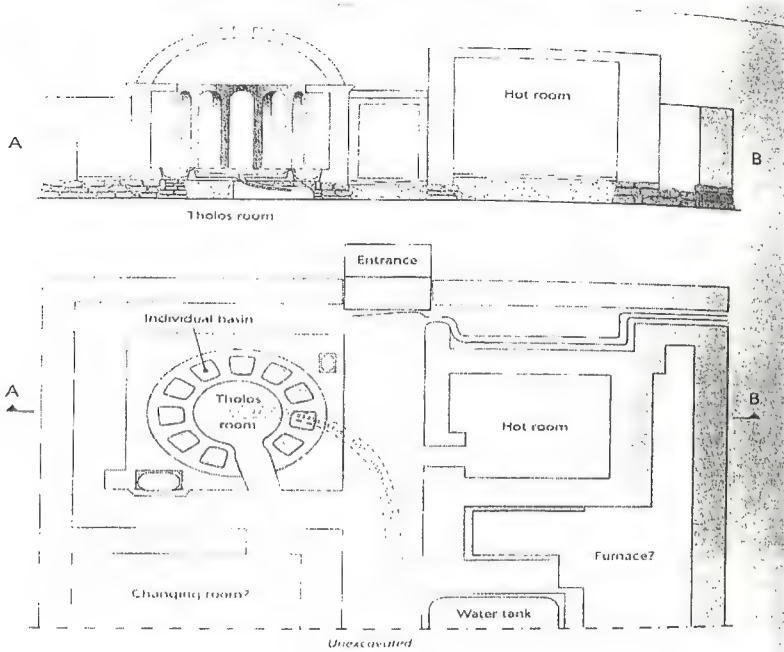 Hot room
A
B
Tholos room
Entrance
Individual basin
A
Tholos
room
B
Hot room
Furnace?
Changing room?
Water tank
Unexcavated